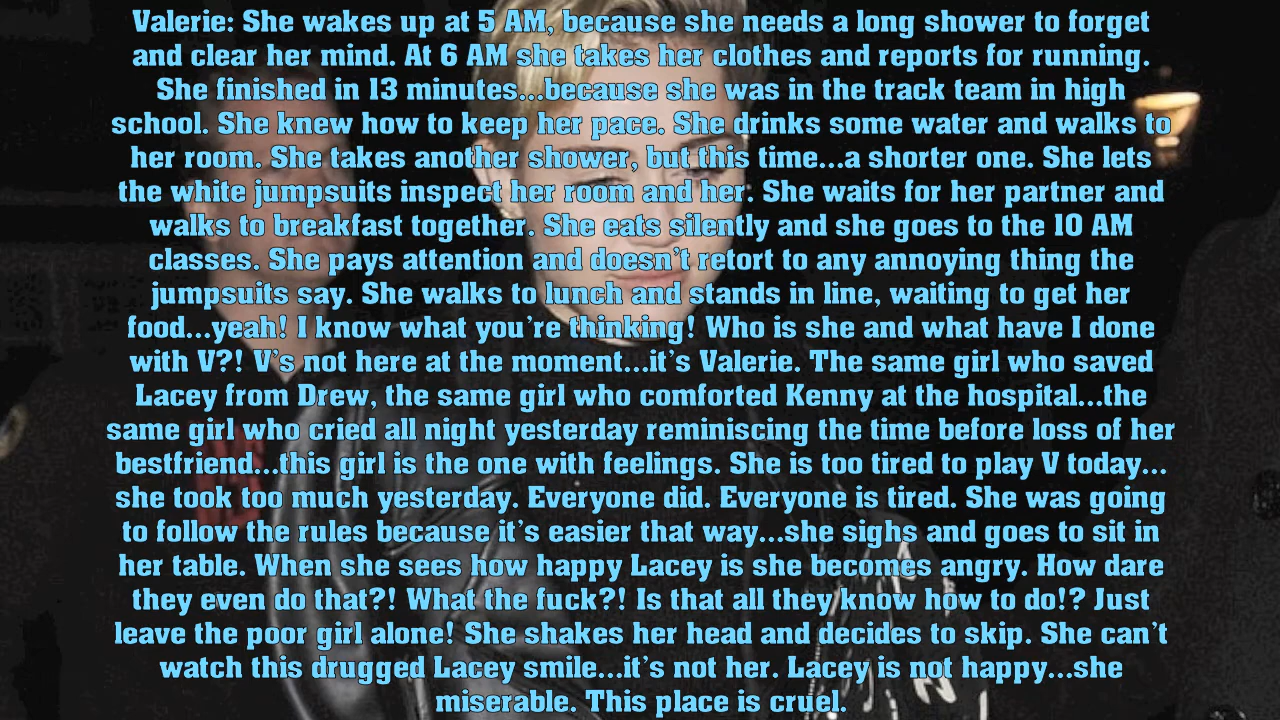 Valerie: She wakes up at 5 AM, because she needs a long shower to forget
and clear her mind. At 6 AM she takes her clothes and reports for running.
She finished in 13 minutes...because she was in the track team in high
school. She knew how to keep her pace. She drinks some water and walks to
her room. She takes another shower, but this time...a shorter one. She lets
the white jumpsuits inspect her room and her. She waits for her partner and
walks to breakfast together. She eats silently and she goes to the 10 AM
classes. She pays attention and doesn't retort to any annoying thing the
jumpsuits say. She walks to lunch and stands in line, waiting to get her
food...yeah! I know what you're thinking! Who is she and what have I done
with V?! V's not here at the moment...it's Valerie. The same girl who saved
Lacey from Drew, the same girl who comforted Kenny at the hospital...the
same girl who cried all night yesterday reminiscing the time before loss of her
bestfriend...this girl is the one with feelings. She is too tired to play V today...
she took too much yesterday. Everyone did. Everyone is tired. She was going
to follow the rules because it's easier that way...she sighs and goes to sit in
her table. When she sees how happy Lacey is she becomes angry. How dare
they even do that?! What the fuck?! Is that all they know how to do!? Just
leave the poor girl alone! She shakes her head and decides to skip. She can't
watch this drugged Lacey smile...it's not her. Lacey is not happy...she
miserable. This place is cruel.